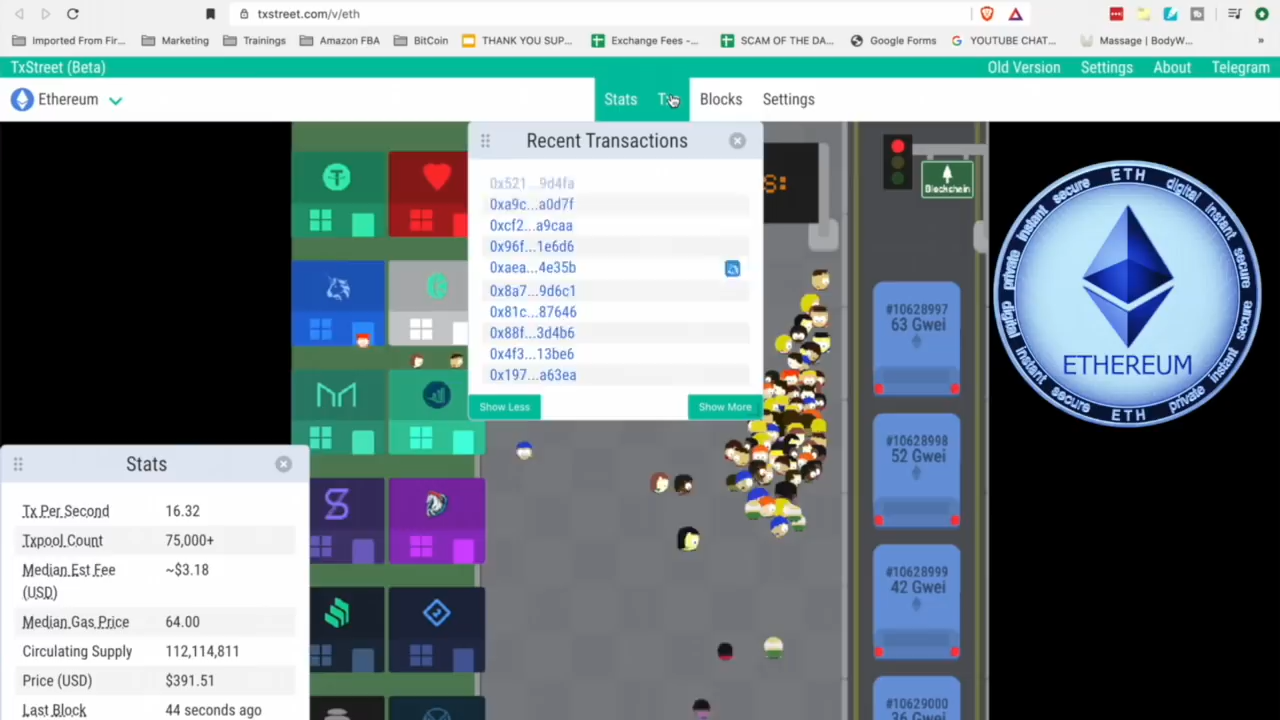 txstreet.com/v/eth
Imported From Fir...
Marketing
Trainings
Amazon FBA
BitCoin
THANK YOU SUP...
Exchange Fees -...
SCAM OF THE DA...
Google Forms
YOUTUBE CHAT...
Massage | BodyW...
»
TxStreet (Beta)
Old Version
Settings
About
Telegram
Ethereum
Stats
Blocks
Settings
Recent Transactions
0x521...9d4fa
0xa9c...a0d7f
0xcf2...a9caa
0x96f...1e6d6
0xaea...4e35b
0x8a7...9d6c1
0x81c...87646
0x88f...3d4b6
0x4f3...13be6
0x197...a63ea
Show Less
Show More
S:
Blockchain
#10628997
63 Gwei
#10628998
52 Gwei
#10628999
42 Gwei
#10629000
36 Gwei
ETH digital instant secure ETH private instant secure
ETHEREUM
Stats
Tx Per Second 16.32
Txpool Count 75,000+
Median Est Fee ~$3.18
(USD)
Median Gas Price 64.00
Circulating Supply 112,114,811
Price (USD) $391.51
Last Block 44 seconds ago